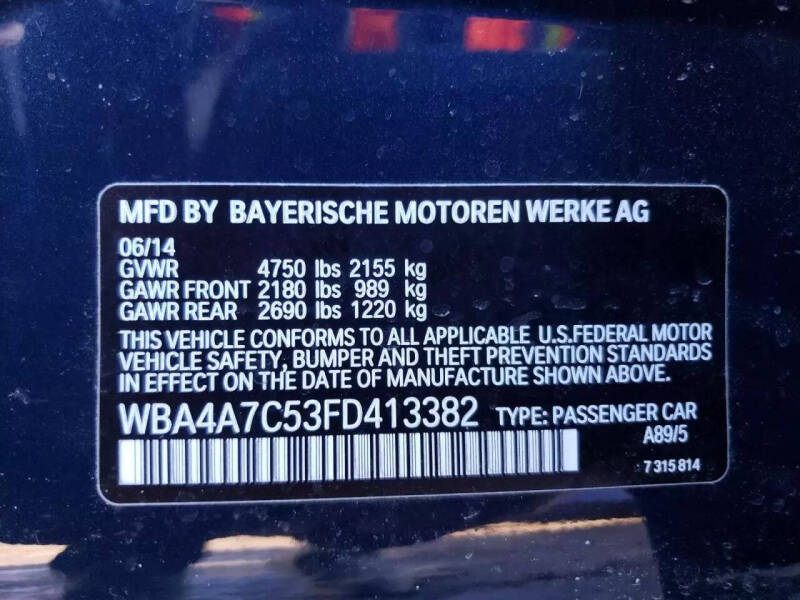 MFD BY BAYERISCHE MOTOREN WERKE AG
06/14
GVWR 4750 lbs 2155 kg
GAWR FRONT 2180 lbs 989 kg
GAWR REAR 2690 lbs 1220 kg
THIS VEHICLE CONFORMS TO ALL APPLICABLE U.S.FEDERAL MOTOR
VEHICLE SAFETY, BUMPER AND THEFT PREVENTION STANDARDS
IN EFFECT ON THE DATE OF MANUFACTURE SHOWN ABOVE.
WBA4A7C53FD413382 TYPE: PASSENGER CAR
A89/5
7 315 814